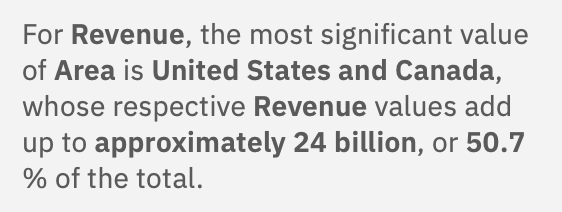 For Revenue, the most significant value
of Area is United States and Canada,
whose respective Revenue values add
up to approximately 24 billion, or 50.7
% of the total.